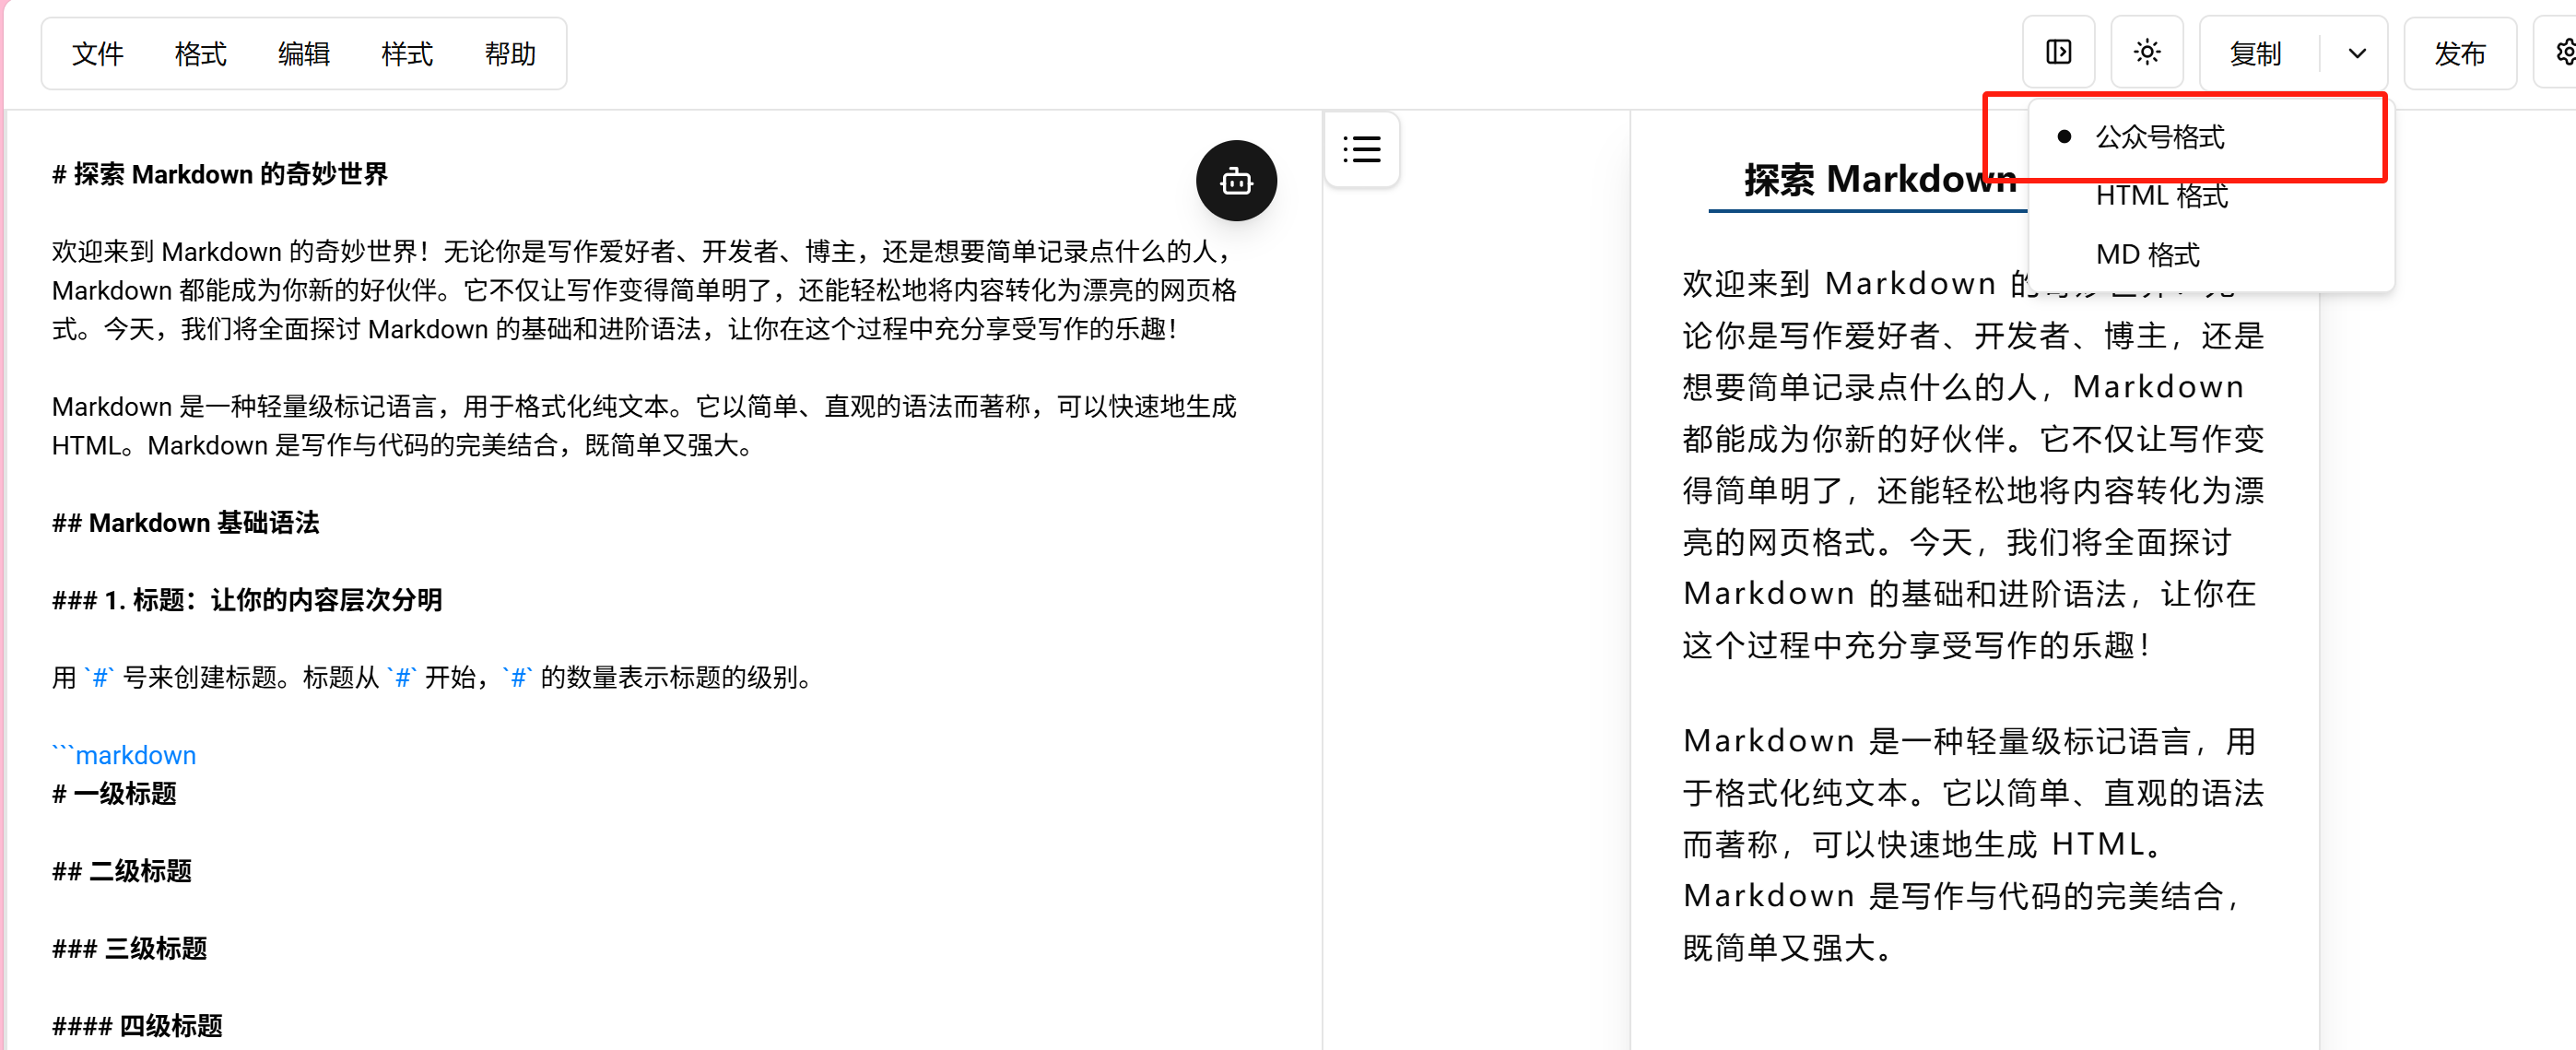 文件 格式 编辑 样式 帮助
复制 发布
# 探索 Markdown 的奇妙世界
欢迎来到 Markdown 的奇妙世界！无论你是写作爱好者、开发者、博主，还是想要简单记录点什么的人，
Markdown 都能成为你新的好伙伴。它不仅让写作变得简单明了，还能轻松地将内容转化为漂亮的网页格
式。今天，我们将全面探讨 Markdown 的基础和进阶语法，让你在这个过程中充分享受写作的乐趣！
Markdown 是一种轻量级标记语言，用于格式化纯文本。它以简单、直观的语法而著称，可以快速地生成
HTML。Markdown 是写作与代码的完美结合，既简单又强大。
## Markdown 基础语法
### 1. 标题：让你的内容层次分明
用 `#` 号来创建标题。标题从 `#` 开始，`#` 的数量表示标题的级别。
```markdown
# 一级标题
## 二级标题
### 三级标题
#### 四级标题
公众号格式
HTML 格式
MD 格式
探索 Markdown
欢迎来到 Markdown 的
论你是写作爱好者、开发者、博主，还是
想要简单记录点什么的人，Markdown
都能成为你新的好伙伴。它不仅让写作变
得简单明了，还能轻松地将内容转化为漂
亮的网页格式。今天，我们将全面探讨
Markdown 的基础和进阶语法，让你在
这个过程中充分享受写作的乐趣！
Markdown 是一种轻量级标记语言，用
于格式化纯文本。它以简单、直观的语法
而著称，可以快速地生成 HTML。
Markdown 是写作与代码的完美结合，
既简单又强大。